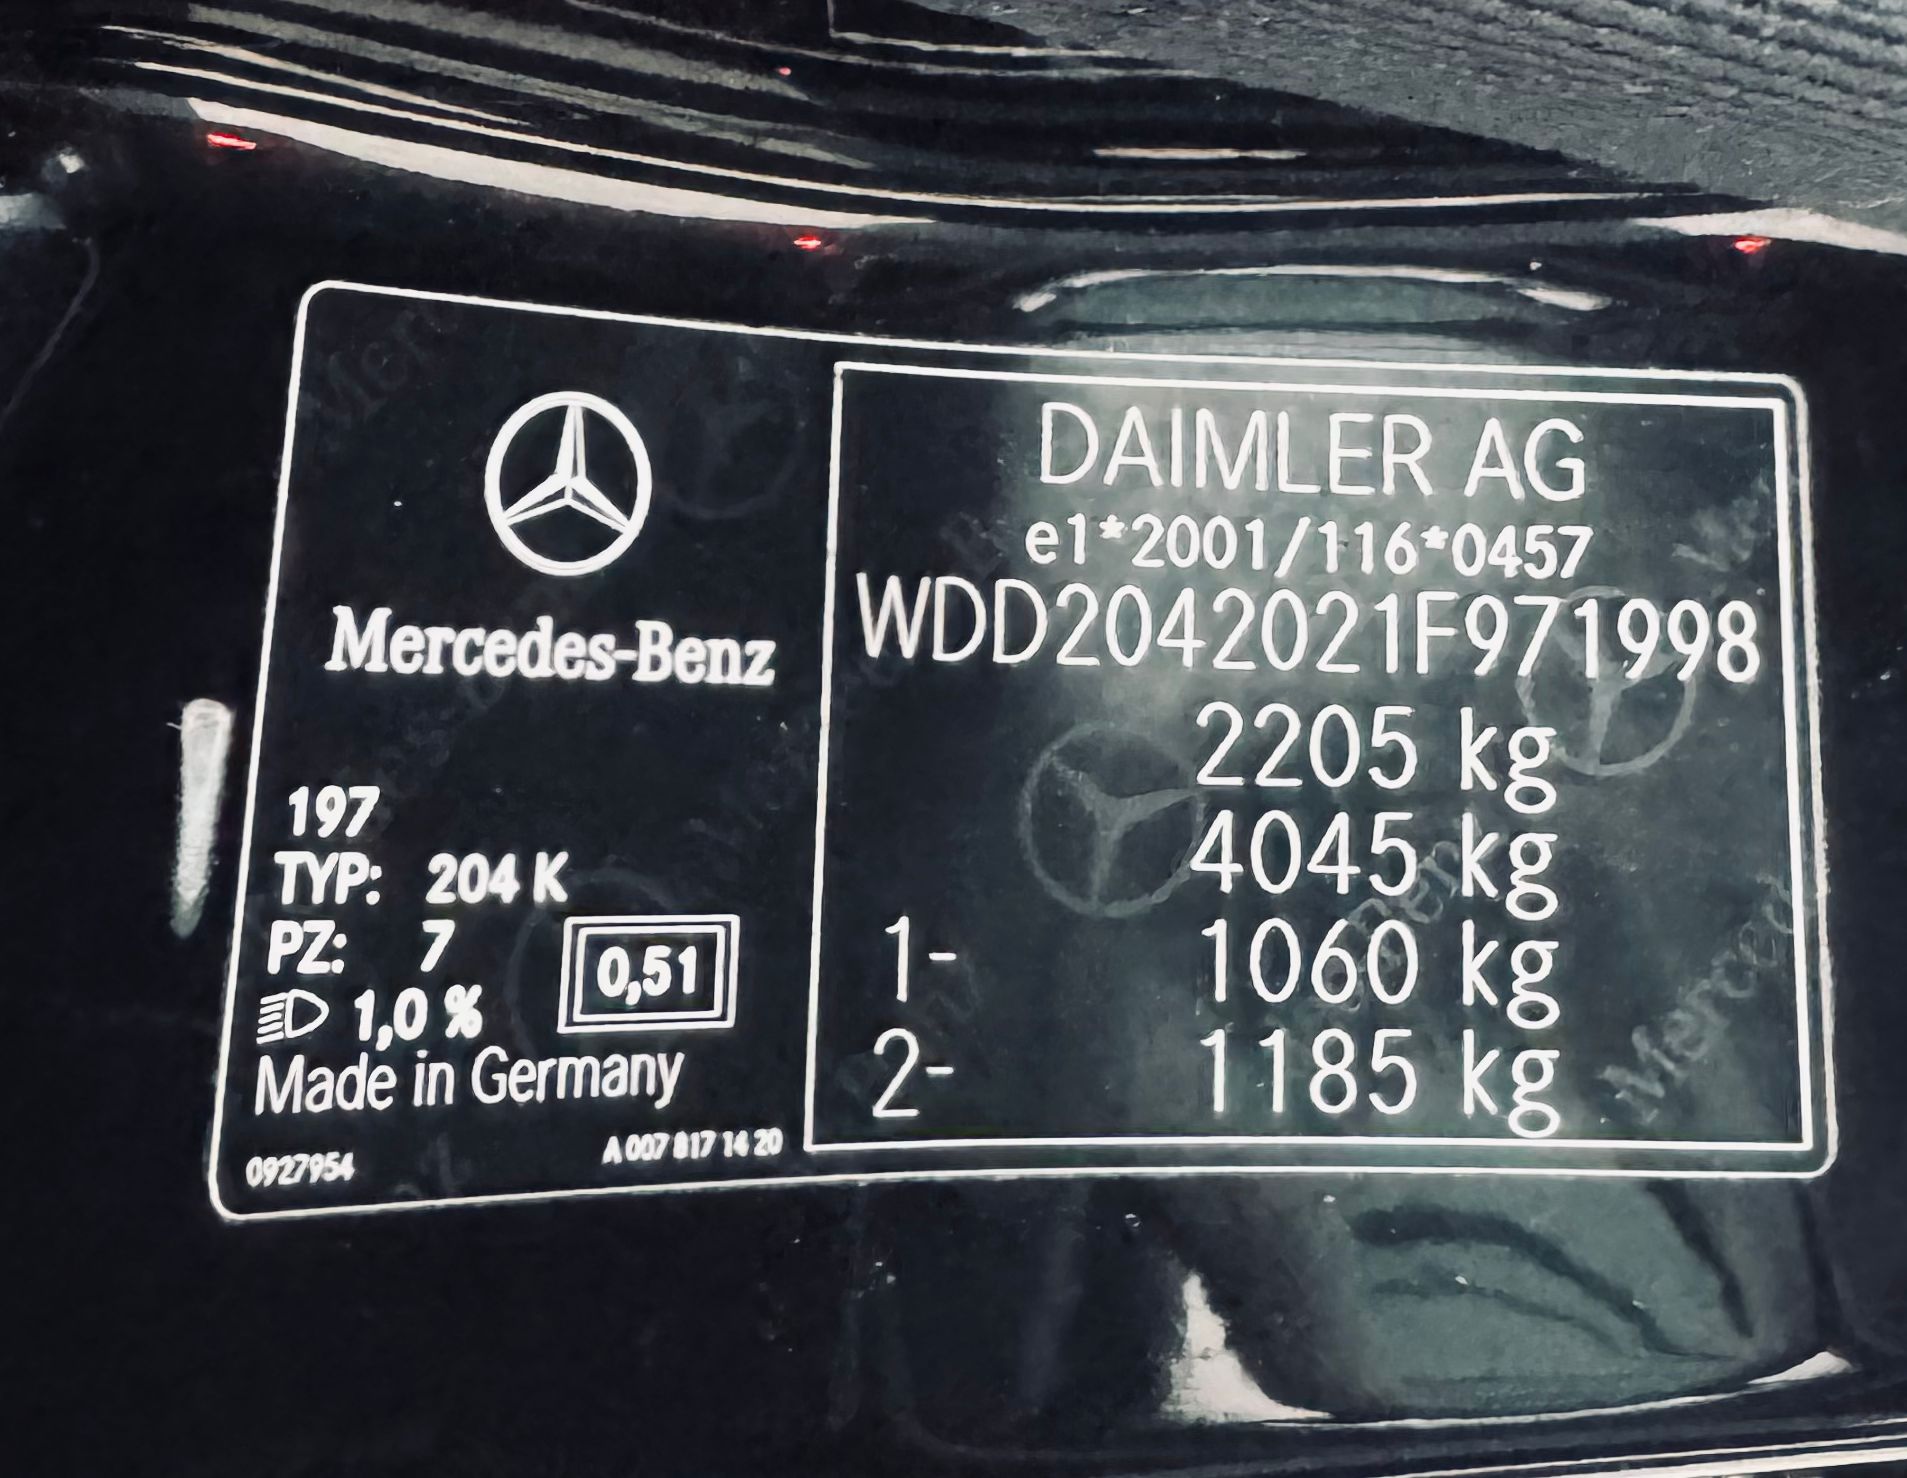 Mercedes-Benz
197
TYP: 204 K
PZ: 7
1,0 %
0,51
Made in Germany
0927954
A 007 817 14 20
DAIMLER AG
e1*2001/116*0457
WDD2042021F971998
2205 kg
4045 kg
1- 1060 kg
2- 1185 kg